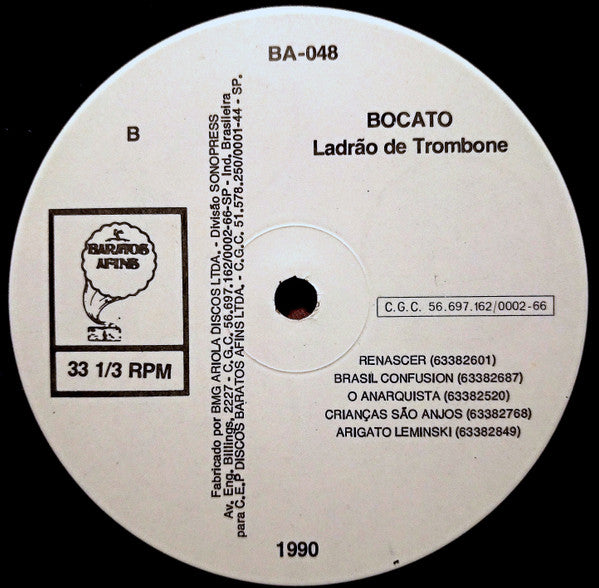 BA-048
B
BOCATO
Ladrão de Trombone
BARATOS
AFINS
33 1/3 RPM
Fabricado por BMG ARIOLA DISCOS LTDA. - Divisão SONOPRESS
Av. Eng. Billings, 2227 - C.G.C. 56.697.162/0002-66-SP - Ind. Brasileira
para C.E.P DISCOS BARATOS AFINS LTDA. - C.G.C. 51.578.250/0001-44 - SP.
C.G.C. 56.697.162/0002-66
RENASCER (63382601)
BRASIL CONFUSION (63382687)
O ANARQUISTA (63382520)
CRIANÇAS SÃO ANJOS (63382768)
ARIGATO LEMINSKI (63382849)
1990